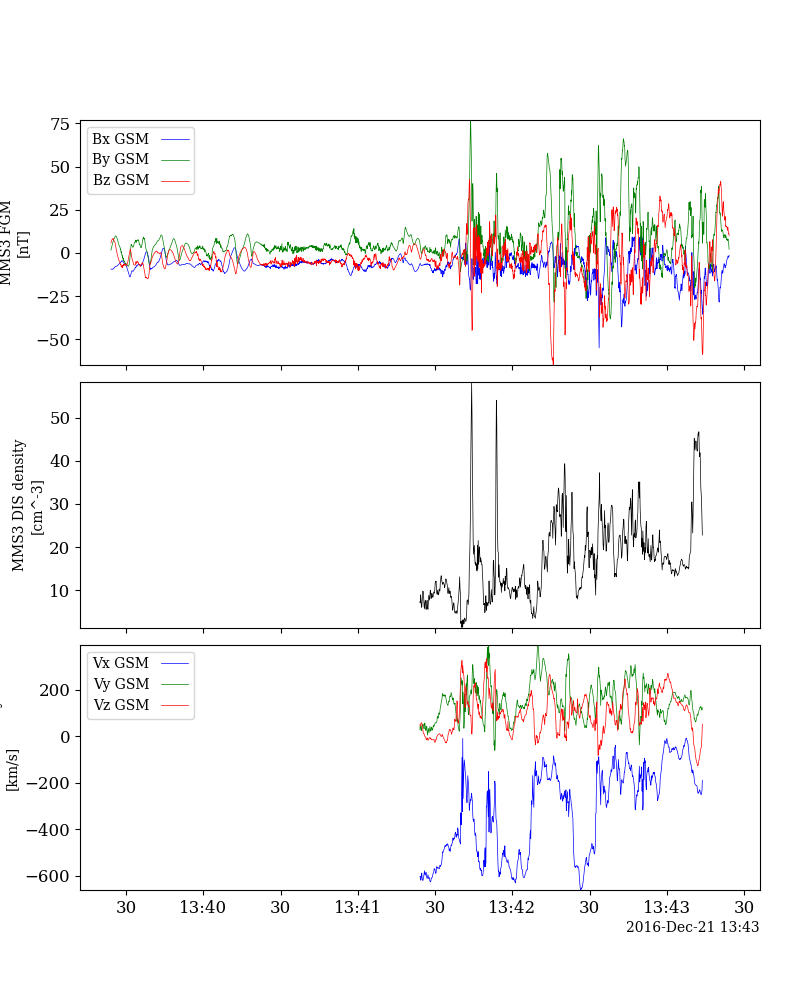 75
50
25
0
−25
−50
MMS3 FGM
[nT]
Bx GSM
By GSM
Bz GSM
50
40
30
20
10
MMS3 DIS density
[cm^-3]
200
0
−200
−400
−600
[km/s]
Vx GSM
Vy GSM
Vz GSM
30 13:40 30 13:41 30 13:42 30 13:43 30
2016-Dec-21 13:43